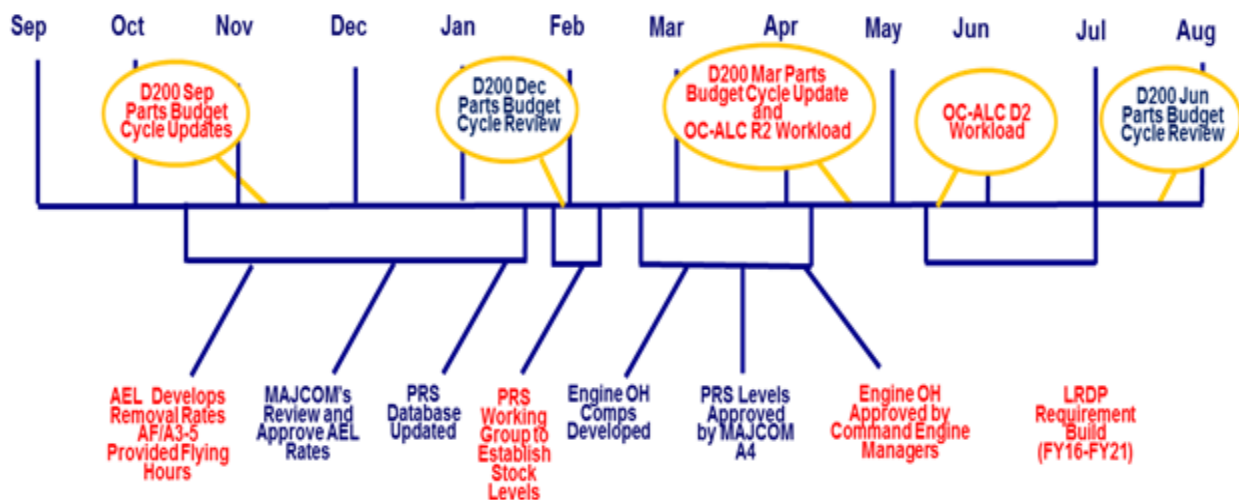 Sep Oct Nov Dec Jan Feb Mar Apr May Jun Jul Aug
D200 Sep
Parts Budget
Cycle Updates
D200 Dec
Parts Budget
Cycle Review
D200 Mar Parts
Budget Cycle Update
and
OC-ALC R2 Workload
OC-ALC D2
Workload
D200 Jun
Parts Budget
Cycle Review
AEL Develops
Removal Rates
AF/A3-5
Provided Flying
Hours
MAJCOM's
Review and
Approve AEL
Rates
PRS
Database
Updated
PRS
Working
Group to
Establish
Stock
Levels
Engine OH
Comps
Developed
PRS Levels
Approved
by MAJCOM
A4
Engine OH
Approved by
Command Engine
Managers
LRDP
Requirement
Build
(FY16-FY21)